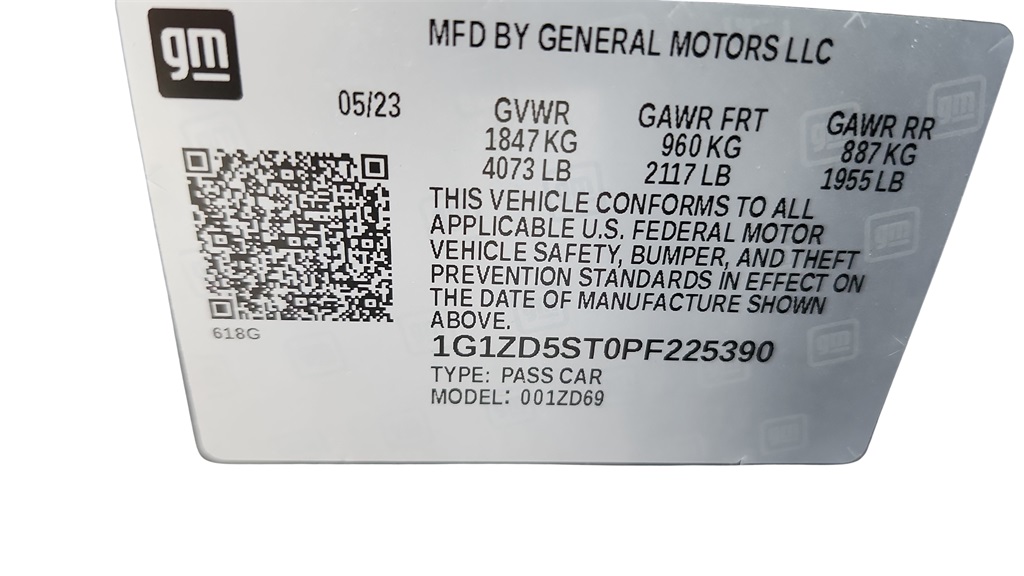 gm
MFD BY GENERAL MOTORS LLC
05/23
GVWR
1847 KG
4073 LB
GAWR FRT
960 KG
2117 LB
GAWR RR
887 KG
1955 LB
THIS VEHICLE CONFORMS TO ALL
APPLICABLE U.S. FEDERAL MOTOR
VEHICLE SAFETY, BUMPER, AND THEFT
PREVENTION STANDARDS IN EFFECT ON
THE DATE OF MANUFACTURE SHOWN
ABOVE.
618G
1G1ZD5ST0PF225390
TYPE: PASS CAR
MODEL: 001ZD69